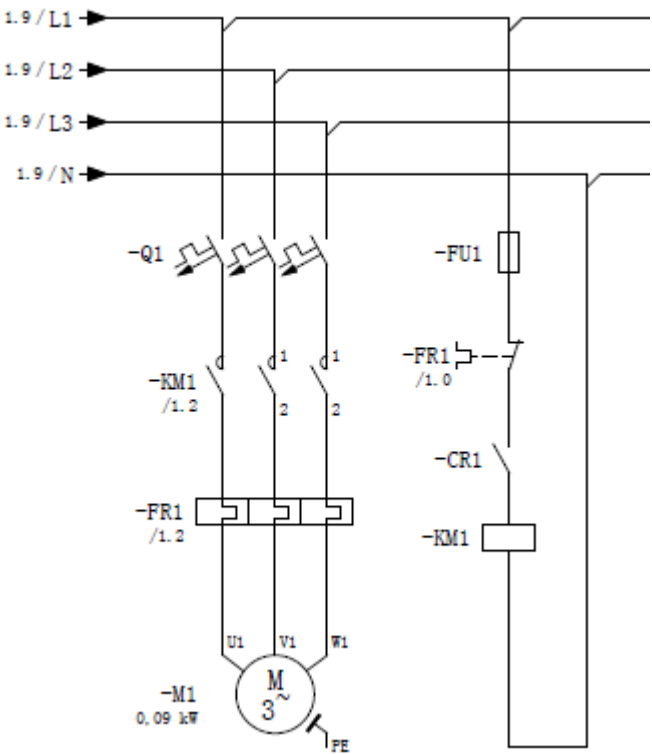 1.9/L1
1.9/L2
1.9/L3
1.9/N
-Q1
-FU1
-FR1
/1.0
-KM1
/1.2
1
1
2
2
-CR1
-FR1
/1.2
-KM1
U1
V1
W1
M
3~
-M1
0,09 kW
PE